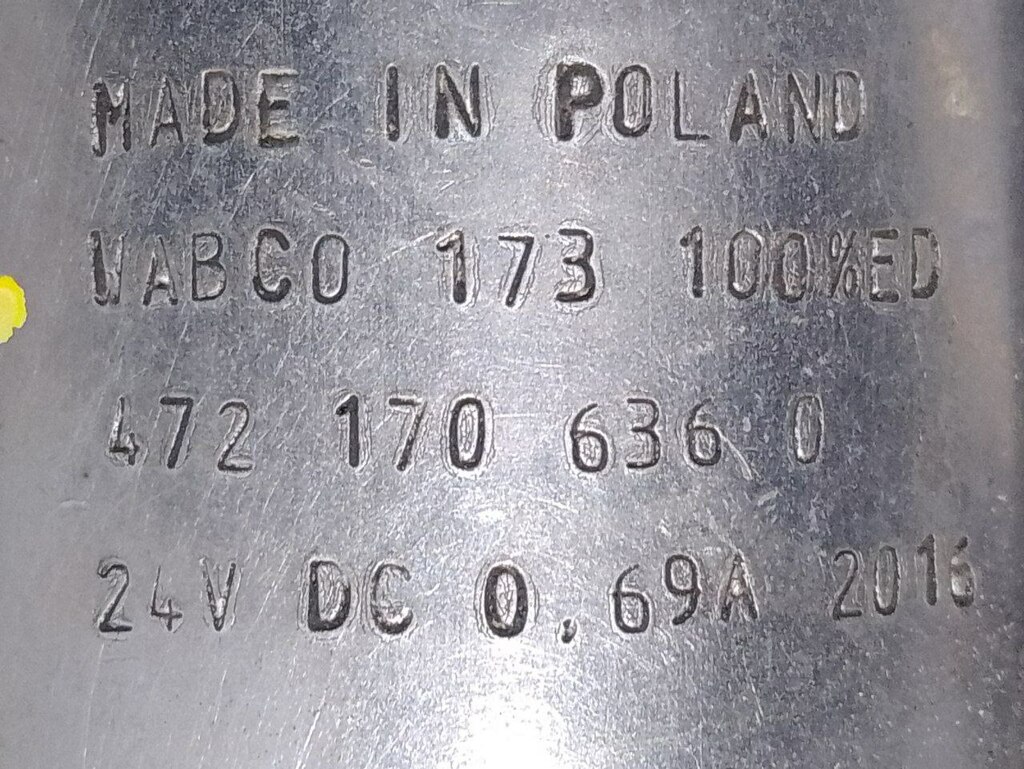 MADE IN POLAND
WABCO 173 100%ED
472 170 636 0
24V DC 0,69A 2016